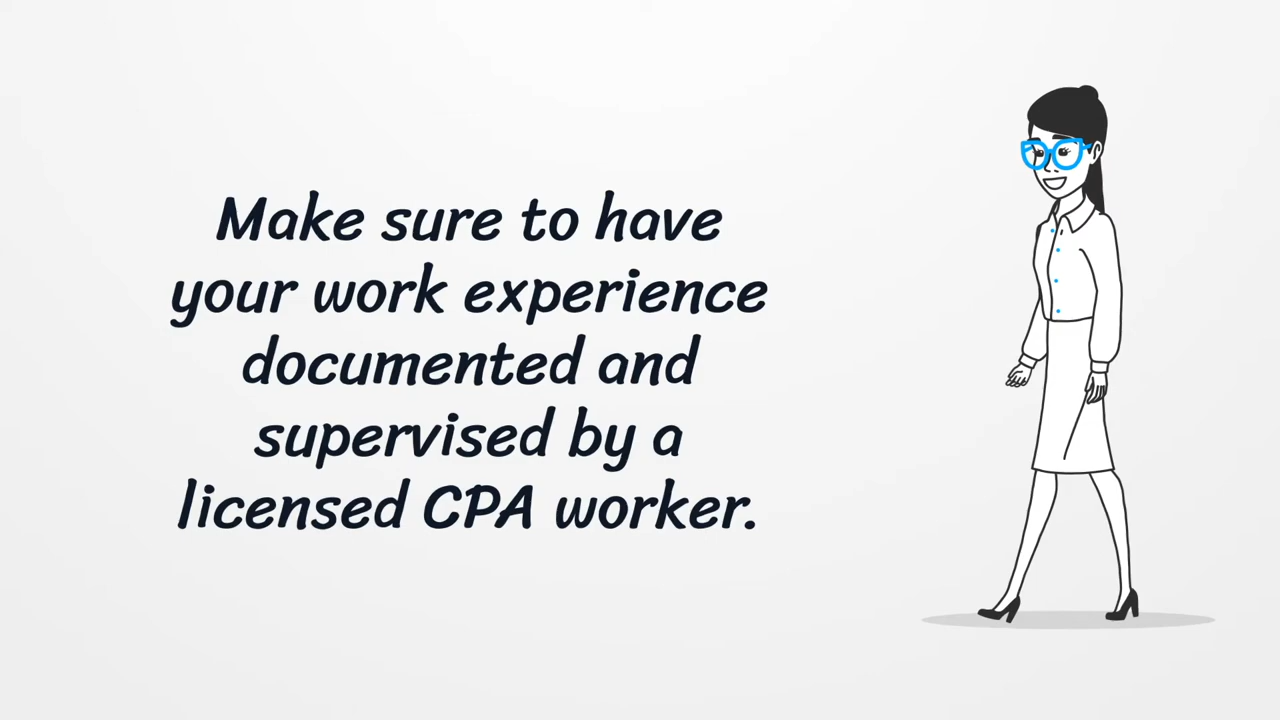 Make sure to have
your work experience
documented and
supervised by a
licensed CPA worker.